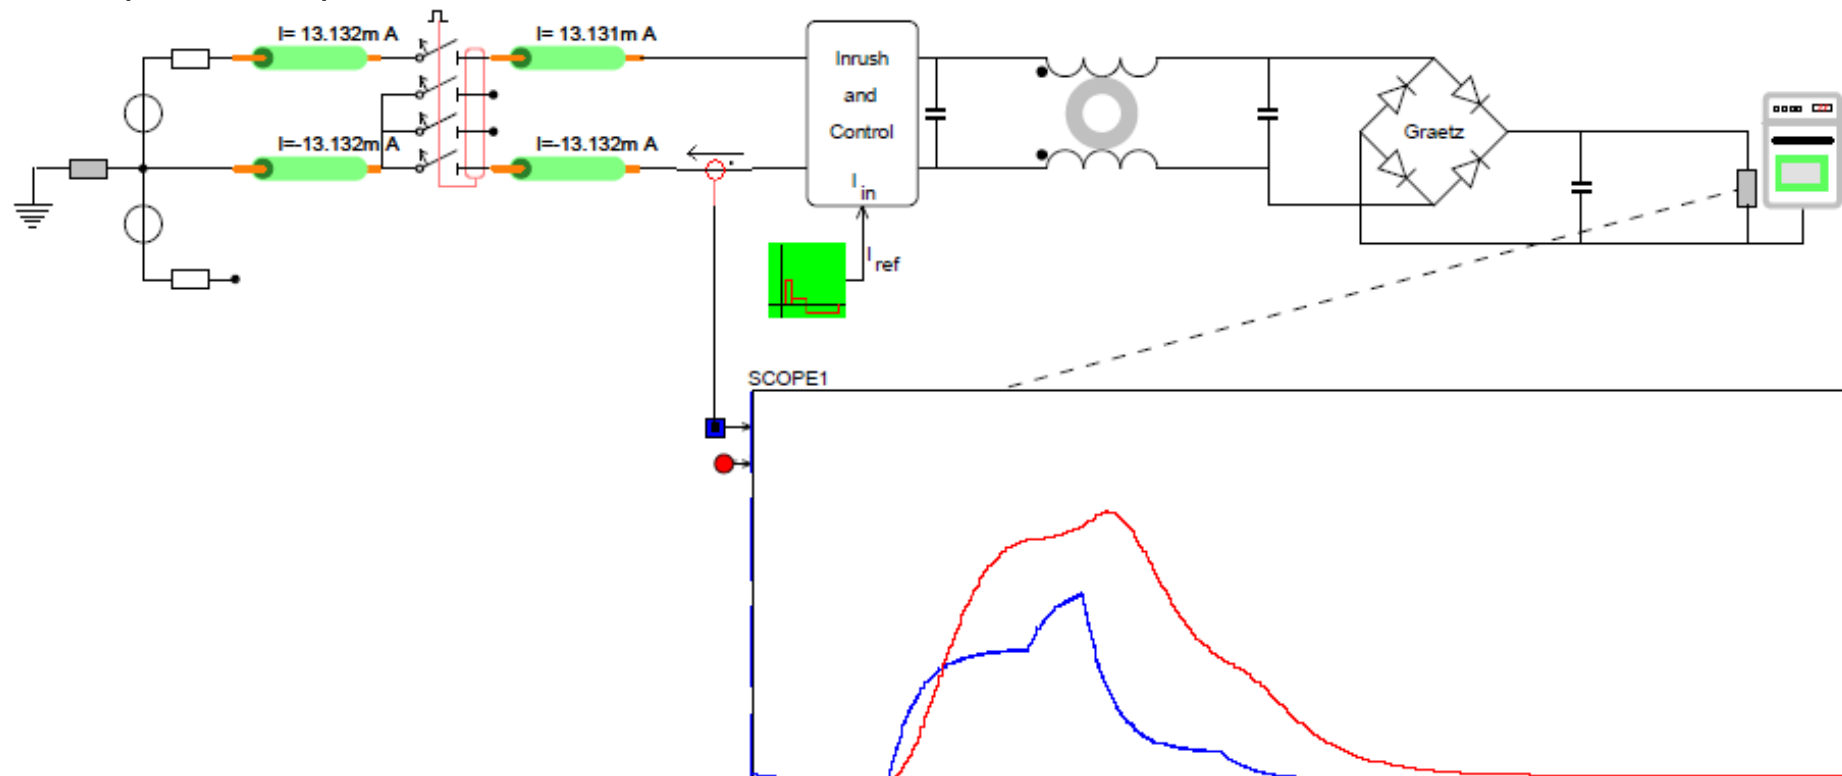 I= 13.132m A
I= 13.131m A
I=-13.132m A
I=-13.132m A
Inrush
and
Control
I in
I ref
Graetz
SCOPE1